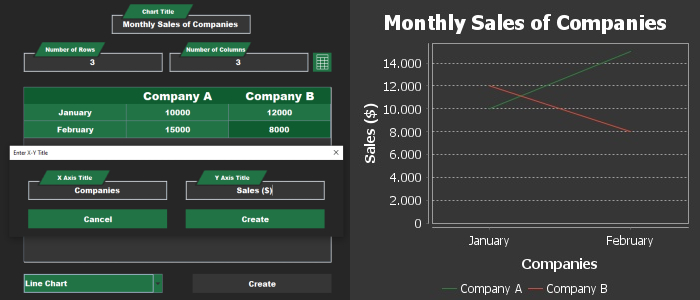 Chart Title
Monthly Sales of Companies
Number of Rows
3
Number of Columns
3
Company A Company B
January 10000 12000
February 15000 8000
Enter X-Y Title
X Axis Title
Companies
Y Axis Title
Sales ($)
Cancel Create
Line Chart
Create
Monthly Sales of Companies
Sales ($)
14.000
12.000
10.000
8.000
6.000
4.000
2.000
0
January February
Companies
Company A Company B